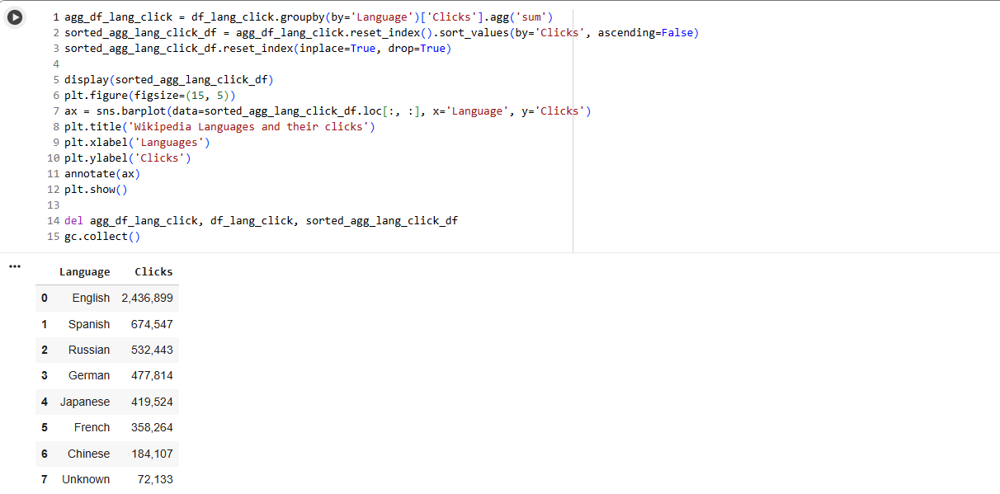 1 agg_df_lang_click = df_lang_click.groupby(by='Language')['Clicks'].agg('sum')
2 sorted_agg_lang_click_df = agg_df_lang_click.reset_index().sort_values(by='Clicks', ascending=False)
3 sorted_agg_lang_click_df.reset_index(inplace=True, drop=True)
4
5 display(sorted_agg_lang_click_df)
6 plt.figure(figsize=(15, 5))
7 ax = sns.barplot(data=sorted_agg_lang_click_df.loc[:, :], x='Language', y='Clicks')
8 plt.title('Wikipedia Languages and their clicks')
9 plt.xlabel('Languages')
10 plt.ylabel('Clicks')
11 annotate(ax)
12 plt.show()
13
14 del agg_df_lang_click, df_lang_click, sorted_agg_lang_click_df
15 gc.collect()
Language Clicks
0 English 2,436,899
1 Spanish 674,547
2 Russian 532,443
3 German 477,814
4 Japanese 419,524
5 French 358,264
6 Chinese 184,107
7 Unknown 72,133